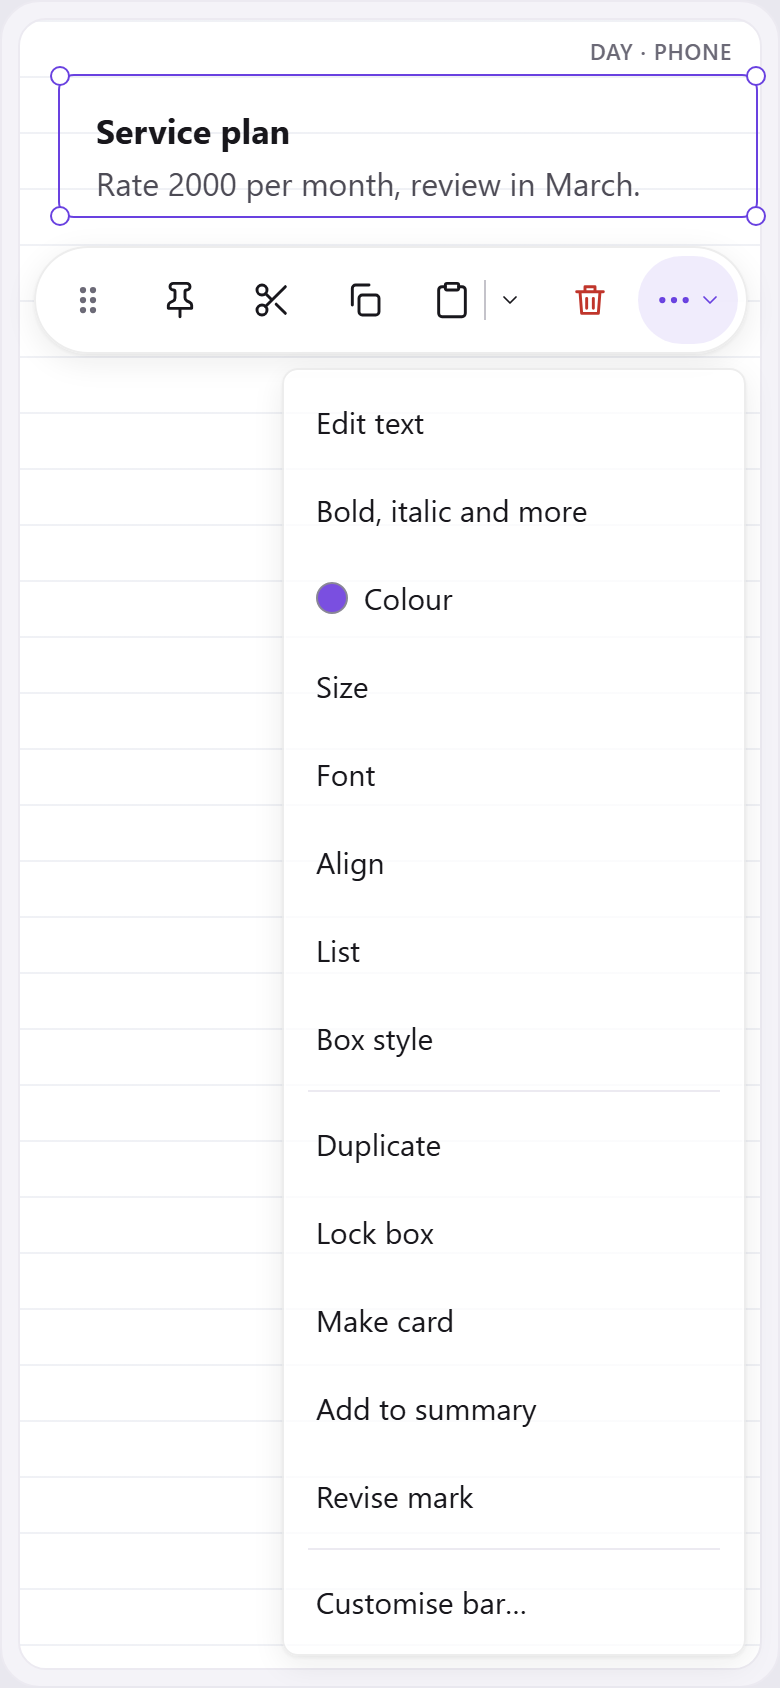 DAY · PHONE
Service plan
Rate 2000 per month, review in March.
Edit text
Bold, italic and more
Colour
Size
Font
Align
List
Box style
Duplicate
Lock box
Make card
Add to summary
Revise mark
Customise bar...